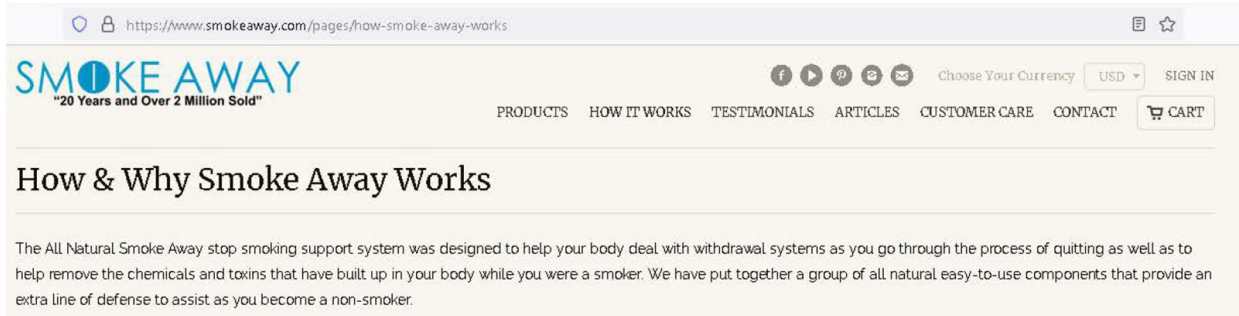 https://www.smokeaway.com/pages/how-smoke-away-works
SMOKE AWAY
"20 Years and Over 2 Million Sold"
Choose Your Currency USD SIGN IN
PRODUCTS HOW IT WORKS TESTIMONIALS ARTICLES CUSTOMER CARE CONTACT CART
How & Why Smoke Away Works
The All Natural Smoke Away stop smoking support system was designed to help your body deal with withdrawal systems as you go through the process of quitting as well as to
help remove the chemicals and toxins that have built up in your body while you were a smoker. We have put together a group of all natural easy-to-use components that provide an
extra line of defense to assist as you become a non-smoker.